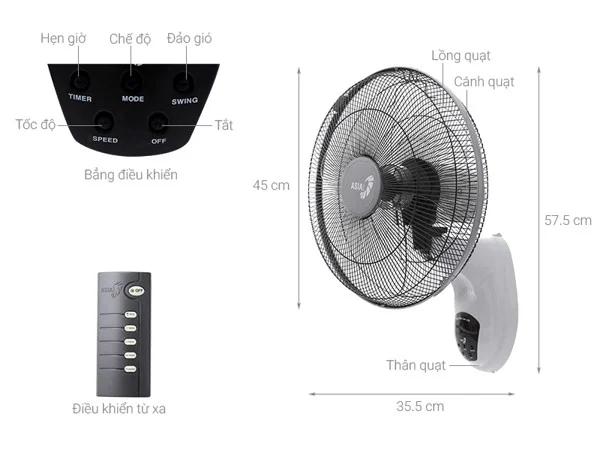 Hẹn giờ
Chế độ
Đảo gió
TIMER
MODE
SWING
Tốc độ
Tắt
SPEED
OFF
Bảng điều khiển
ASIA
OFF
Điều khiển từ xa
Lồng quạt
Cánh quạt
45 cm
ASIA
57.5 cm
Thân quạt
35.5 cm